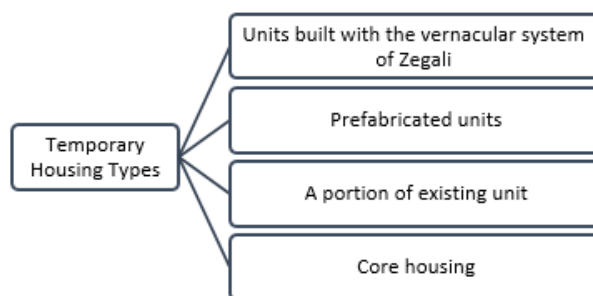 Units built with the vernacular system
of Zegali
Prefabricated units
Temporary
Housing Types
A portion of existing unit
Core housing